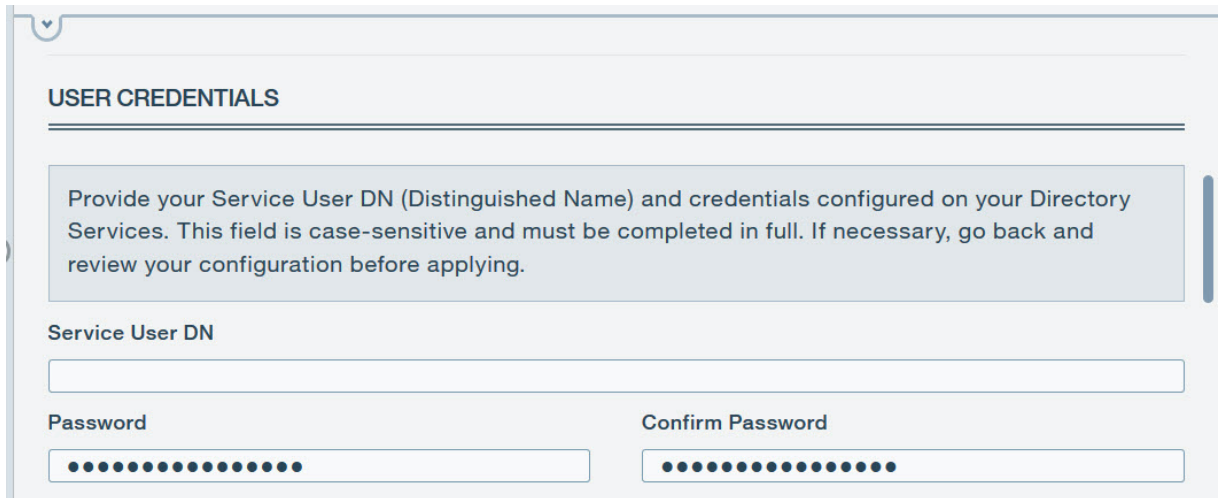 USER CREDENTIALS
Provide your Service User DN (Distinguished Name) and credentials configured on your Directory
Services. This field is case-sensitive and must be completed in full. If necessary, go back and
review your configuration before applying.
Service User DN
Password Confirm Password
●●●●●●●●●●●●●●●● ●●●●●●●●●●●●●●●●